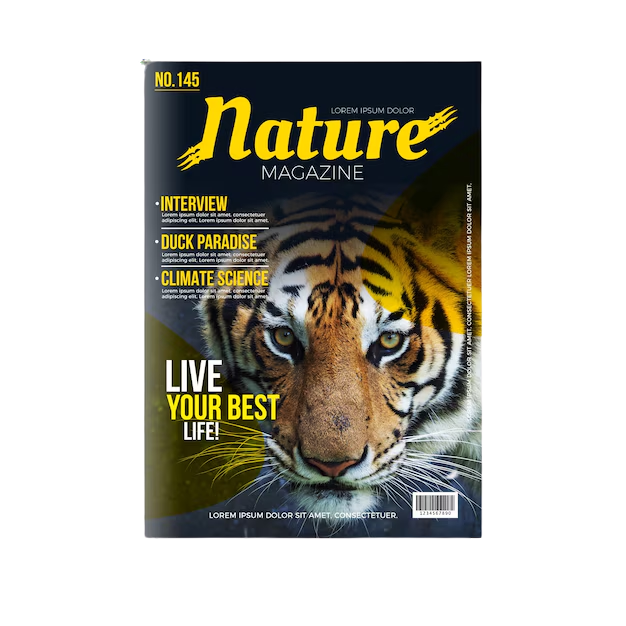 NO.145
LOREM IPSUM DOLOR
Nature
MAGAZINE
• INTERVIEW
Lorem ipsum dolor sit amet, consectetuer
adipiscing elit, Lorem ipsum dolor sit amet,
DUCK PARADISE
Lorem ipsum dolor sit amet, consectetuer
adipiscing elit, Lorem ipsum dolor sit amet,
• CLIMATE SCIENCE
Lorem ipsum dolor sit amet, consectetuer
adipiscing elit, Lorem ipsum dolor sit amet,
LIVE
YOUR BEST
LIFE!
LOREM IPSUM DOLOR SIT AMET, CONSECTETUER LOREM IPSUM DOLOR SIT AMET,
LOREM IPSUM DOLOR SIT AMET, CONSECTETUER.
1234567890